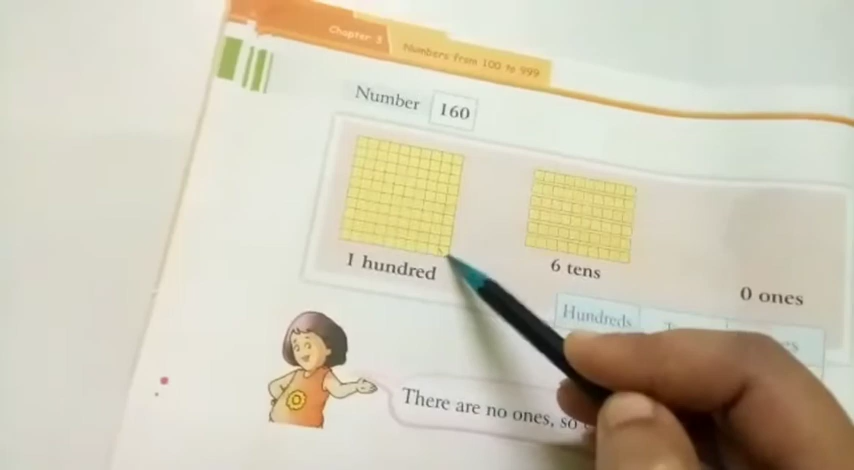 Chapter 3
Numbers from 100 to 999
Number 160
1 hundred
6 tens
0 ones
Hundreds
There are no ones, so